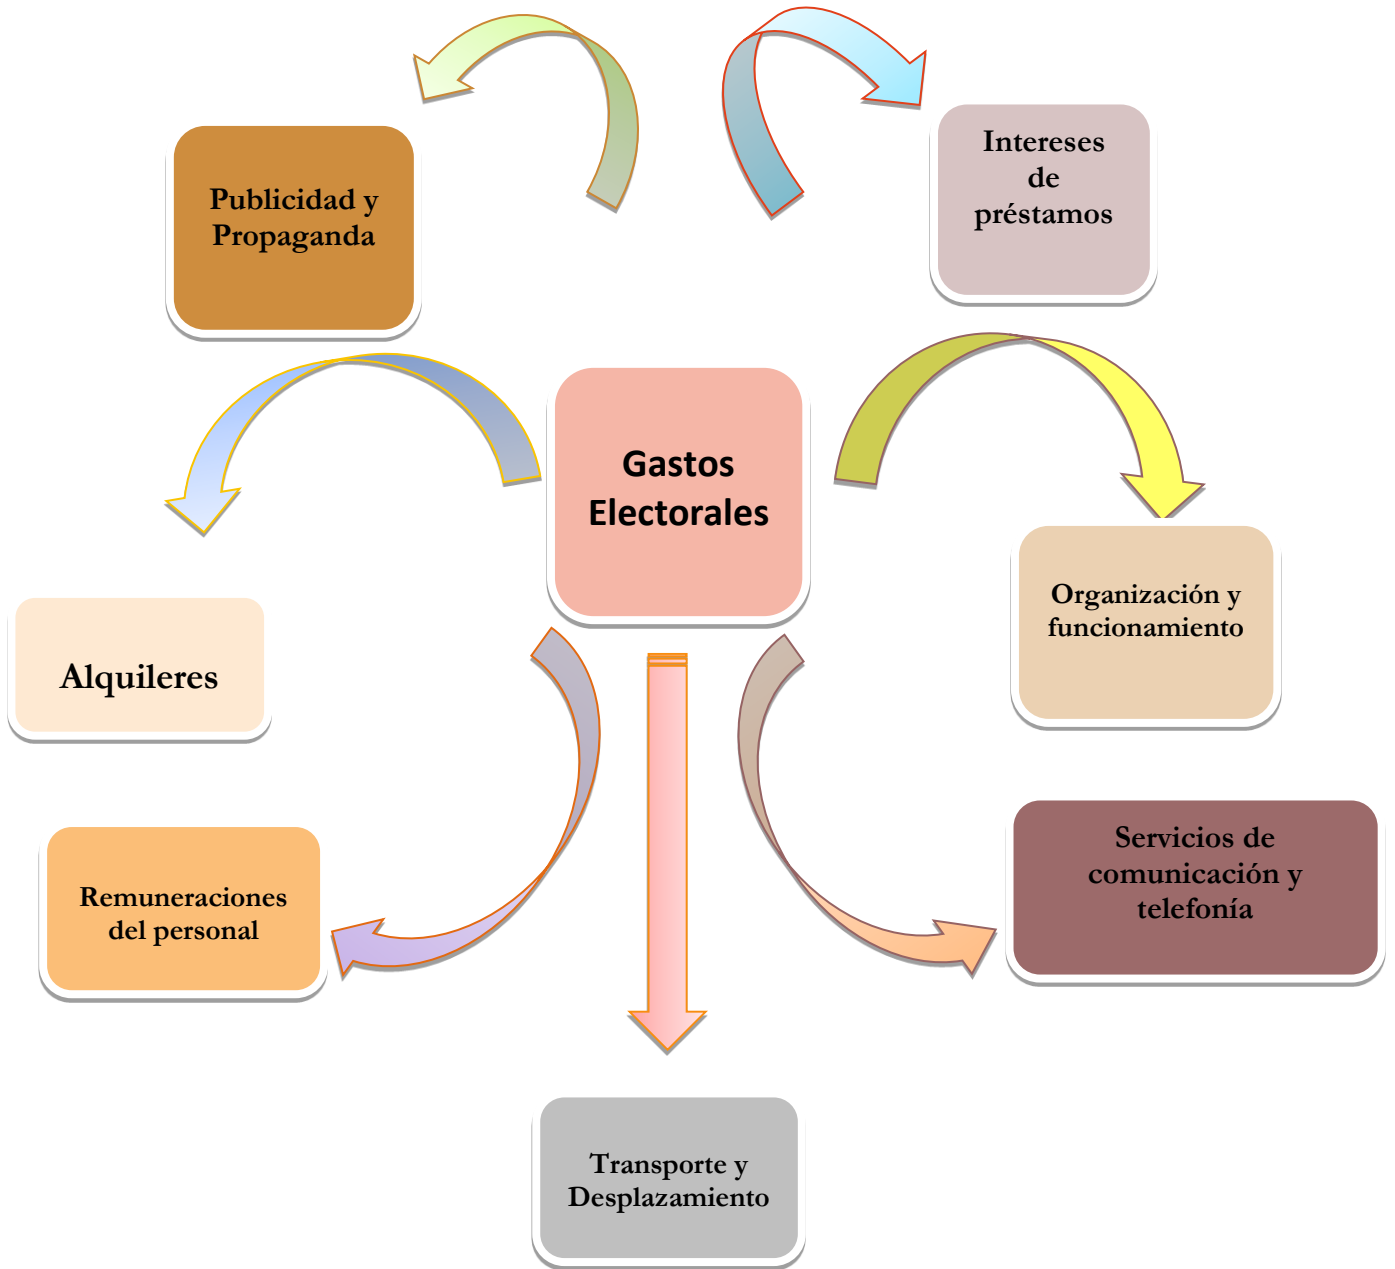 Intereses
de
préstamos
Publicidad y
Propaganda
Gastos
Electorales
Organización y
funcionamiento
Alquileres
Servicios de
comunicación y
telefonía
Remuneraciones
del personal
Transporte y
Desplazamiento